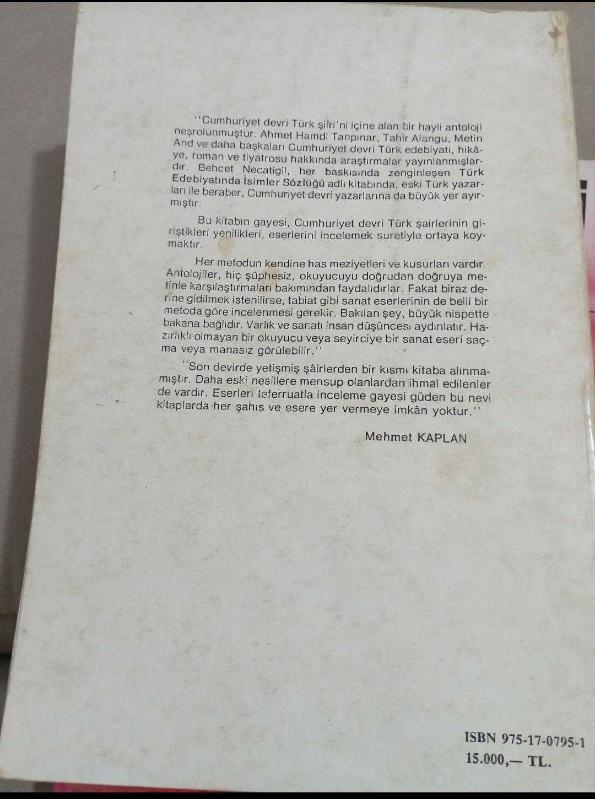 "Cumhuriyet devri Türk şiiri'ni içine alan bir hayli antoloji
neşrolunmuştur. Ahmet Hamdi Tanpınar, Tahir Alangu, Metin
And ve daha başkaları Cumhuriyet devri Türk edebiyatı, hikâ-
ye, roman ve tiyatrosu hakkında araştırmalar yayınlanmışlar-
dır. Behcet Necatigil, her baskısında zenginleşen Türk
Edebiyatında İsimler Sözlüğü adlı kitabında, eski Türk yazar-
ları ile beraber, Cumhuriyet devri yazarlarına da büyük yer ayır-
mıştır.
Bu kitabın gayesi, Cumhuriyet devri Türk şairlerinin gi-
riştikleri yenilikleri, eserlerini incelemek suretiyle ortaya koy-
maktır.
Her metodun kendine has meziyetleri ve kusurları vardır.
Antolojiler, hiç şüphesiz, okuyucuyu doğrudan doğruya me-
tinle karşılaştırmaları bakımından faydalıdırlar. Fakat biraz de-
rine gidilmek istenilirse, tabiat gibi sanat eserlerinin de belli bir
metoda göre incelenmesi gerekir. Bakılan şey, büyük nispette
bakana bağlıdır. Varlık ve sanatı insan düşüncesi aydınlatır. Ha-
zırlıklı olmayan bir okuyucu veya seyirciye bir sanat eseri saç-
ma veya manasız görülebilir."
"Son devirde yetişmiş şâirlerden bir kısmı kitaba alınma-
mıştır. Daha eski nesillere mensup olanlardan ihmal edilenler
de vardır. Eserleri teferruatla inceleme gayesi güden bu nevi
kitaplarda her şahıs ve esere yer vermeye imkân yoktur."
Mehmet KAPLAN
ISBN 975-17-0795-1
15.000,— TL.